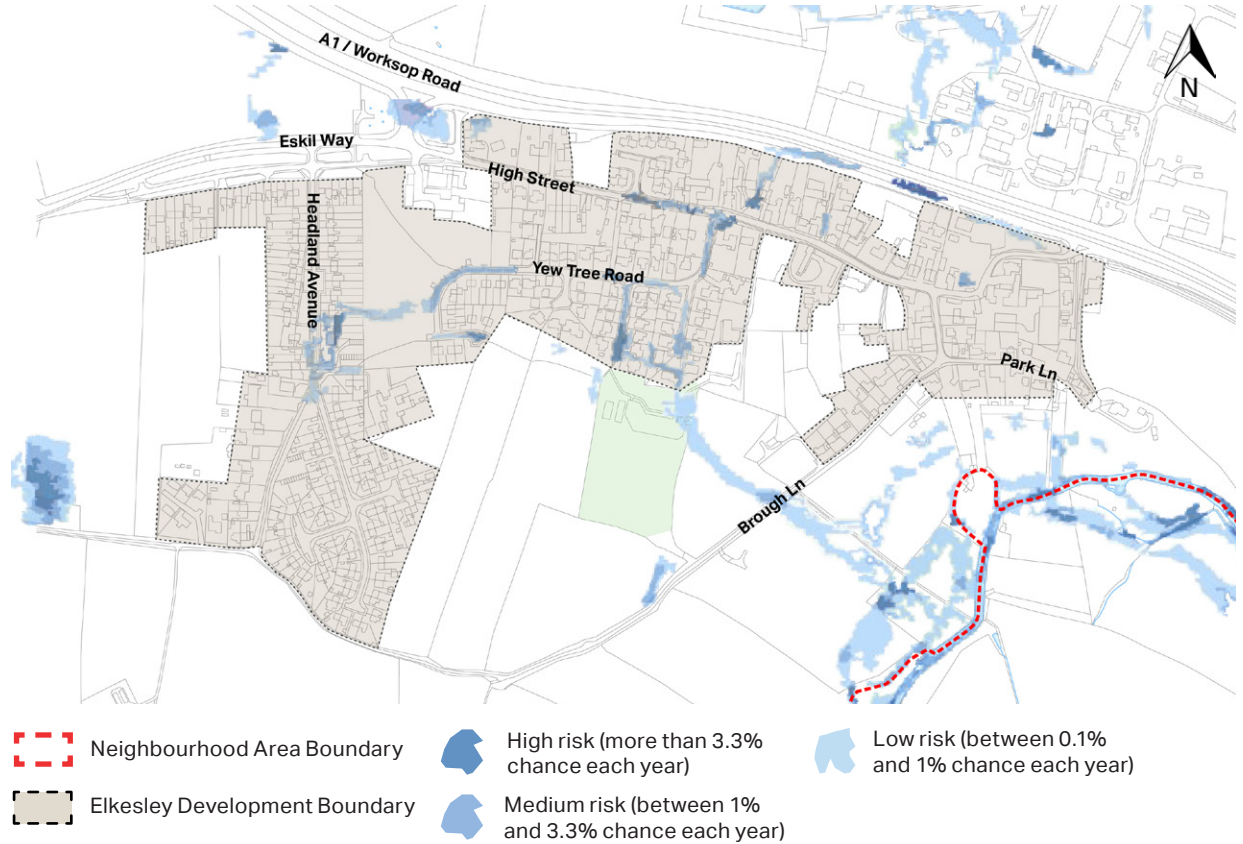 A1 / Worksop Road
N
Eskil Way
High Street
Headland Avenue
Yew Tree Road
Park Ln
Brough Ln
Neighbourhood Area Boundary
Elkesley Development Boundary
High risk (more than 3.3%
chance each year)
Medium risk (between 1%
and 3.3% chance each year)
Low risk (between 0.1%
and 1% chance each year)